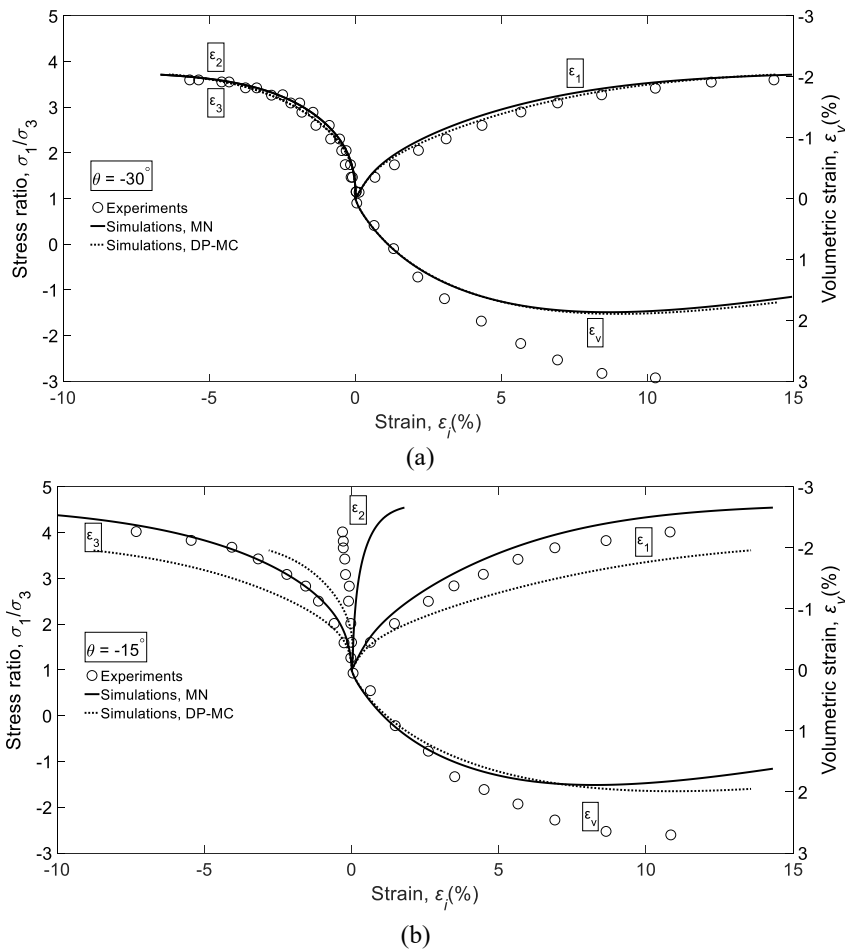 5
4
3
2
1
0
-1
-2
-3
-3
-2
-1
0
1
2
3
-10
-5
0
5
10
15
Stress ratio, σ1/σ3
Volumetric strain, εv(%)
Strain, εi(%)
ε2
ε3
ε1
εv
θ = -30°
Experiments
Simulations, MN
Simulations, DP-MC
(a)
5
4
3
2
1
0
-1
-2
-3
-3
-2
-1
0
1
2
3
-10
-5
0
5
10
15
Stress ratio, σ1/σ3
Volumetric strain, εv(%)
Strain, εi(%)
ε2
ε3
ε1
εv
θ = -15°
Experiments
Simulations, MN
Simulations, DP-MC
(b)